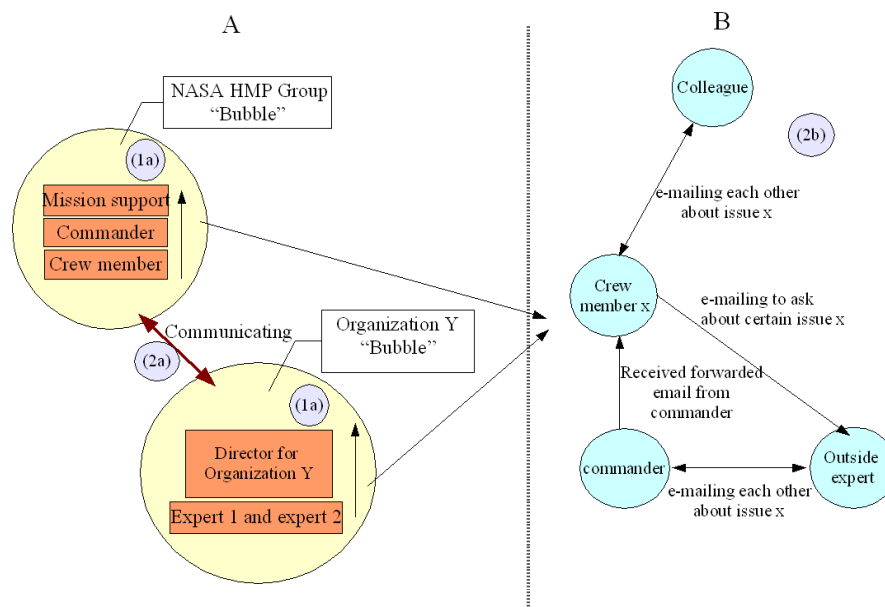 A
NASA HMP Group
“Bubble”
(1a)
Mission support
Commander
Crew member
Communicating
(2a)
Organization Y
“Bubble”
(1a)
Director for
Organization Y
Expert 1 and expert 2
B
Colleague
(2b)
e-mailing each other
about issue x
Crew
member x
e-mailing to ask
about certain issue x
Received forwarded
email from
commander
commander
Outside
expert
e-mailing each other
about issue x